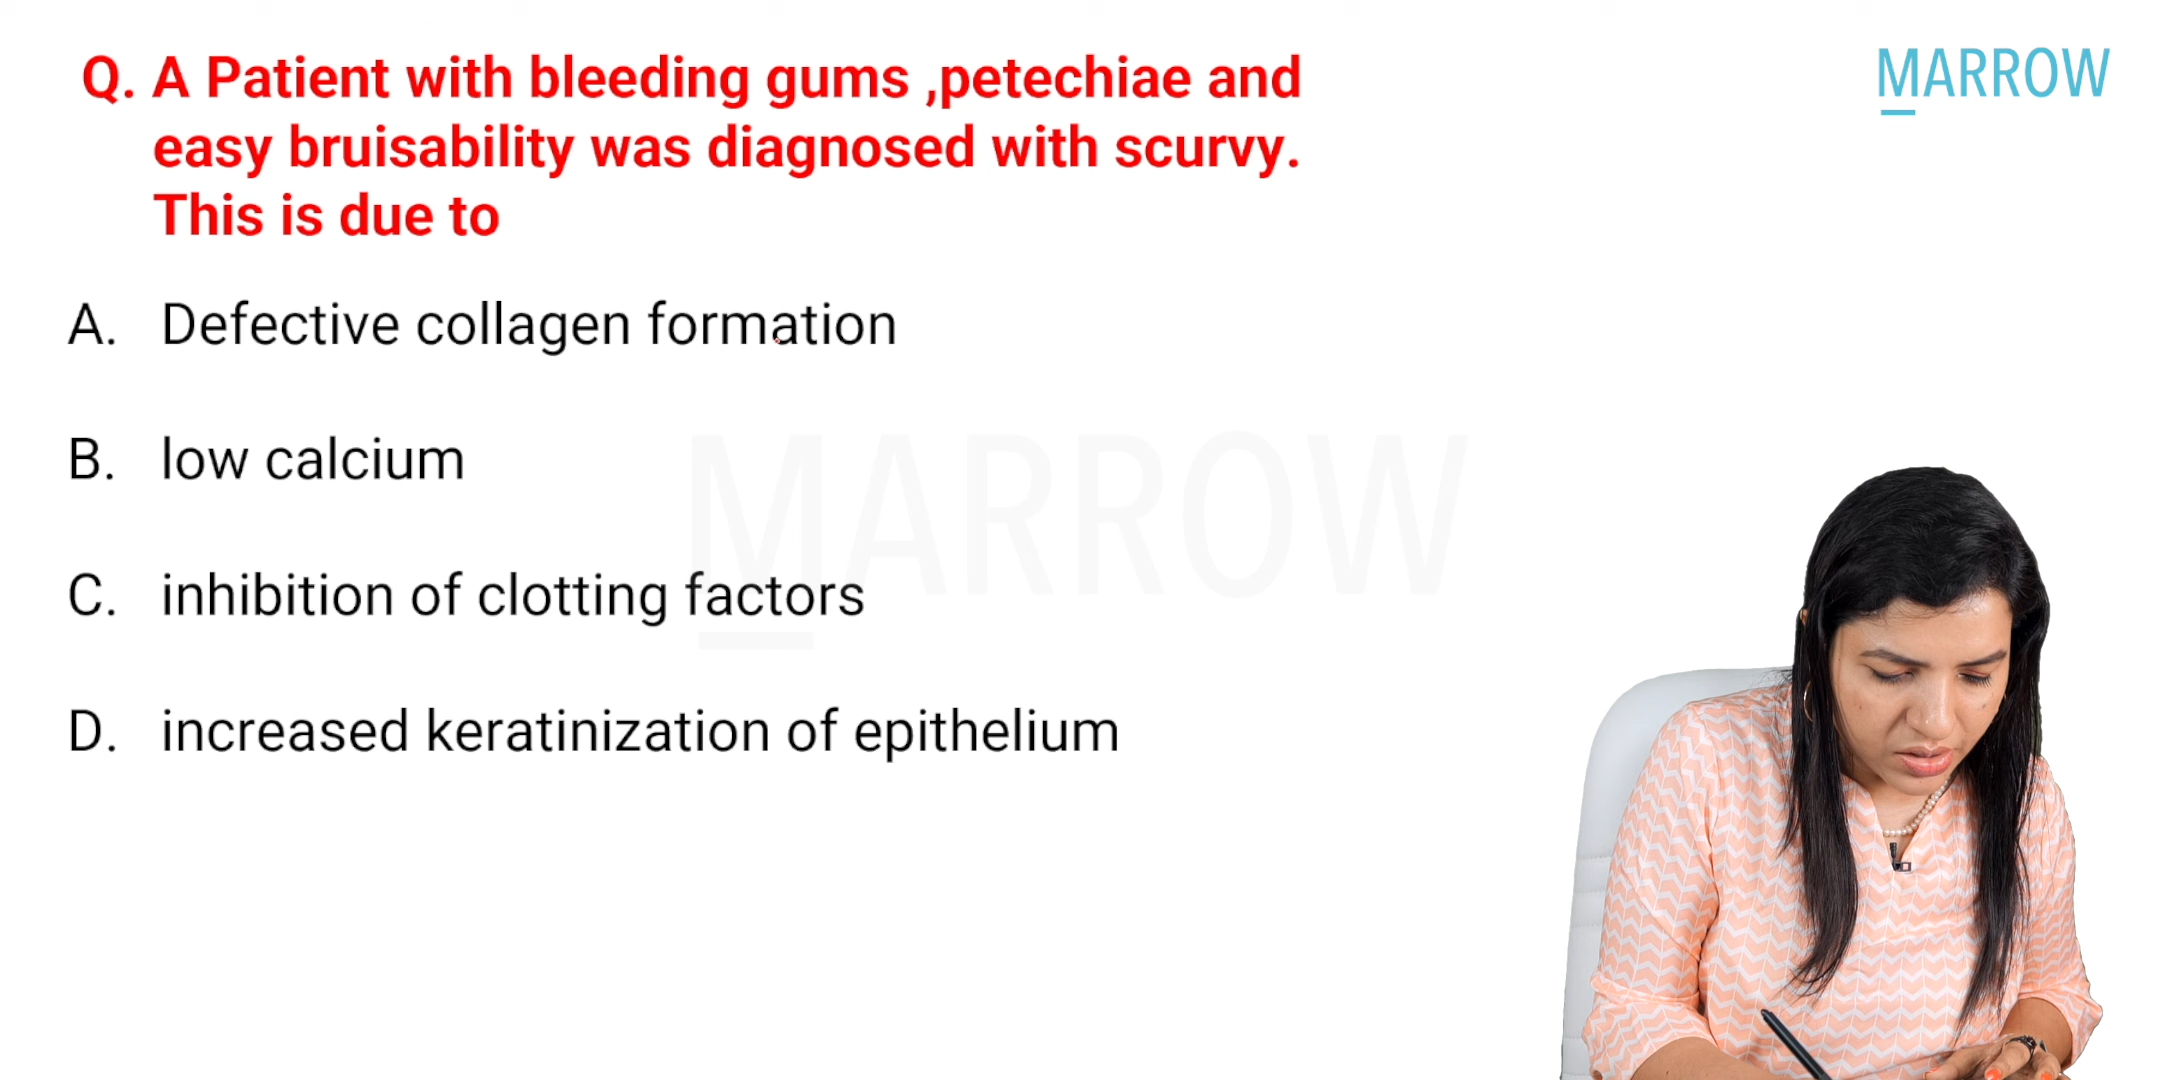 Q. A Patient with bleeding gums ,petechiae and
easy bruisability was diagnosed with scurvy.
This is due to
MARROW
A. Defective collagen formation
B. low calcium
C. inhibition of clotting factors
D. increased keratinization of epithelium
MARROW